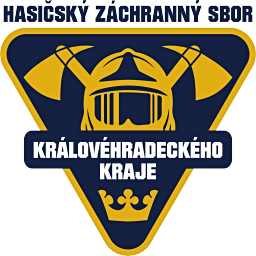 HASIČSKÝ ZÁCHRANNÝ SBOR
KRÁLOVÉHRADECKÉHO
KRAJE